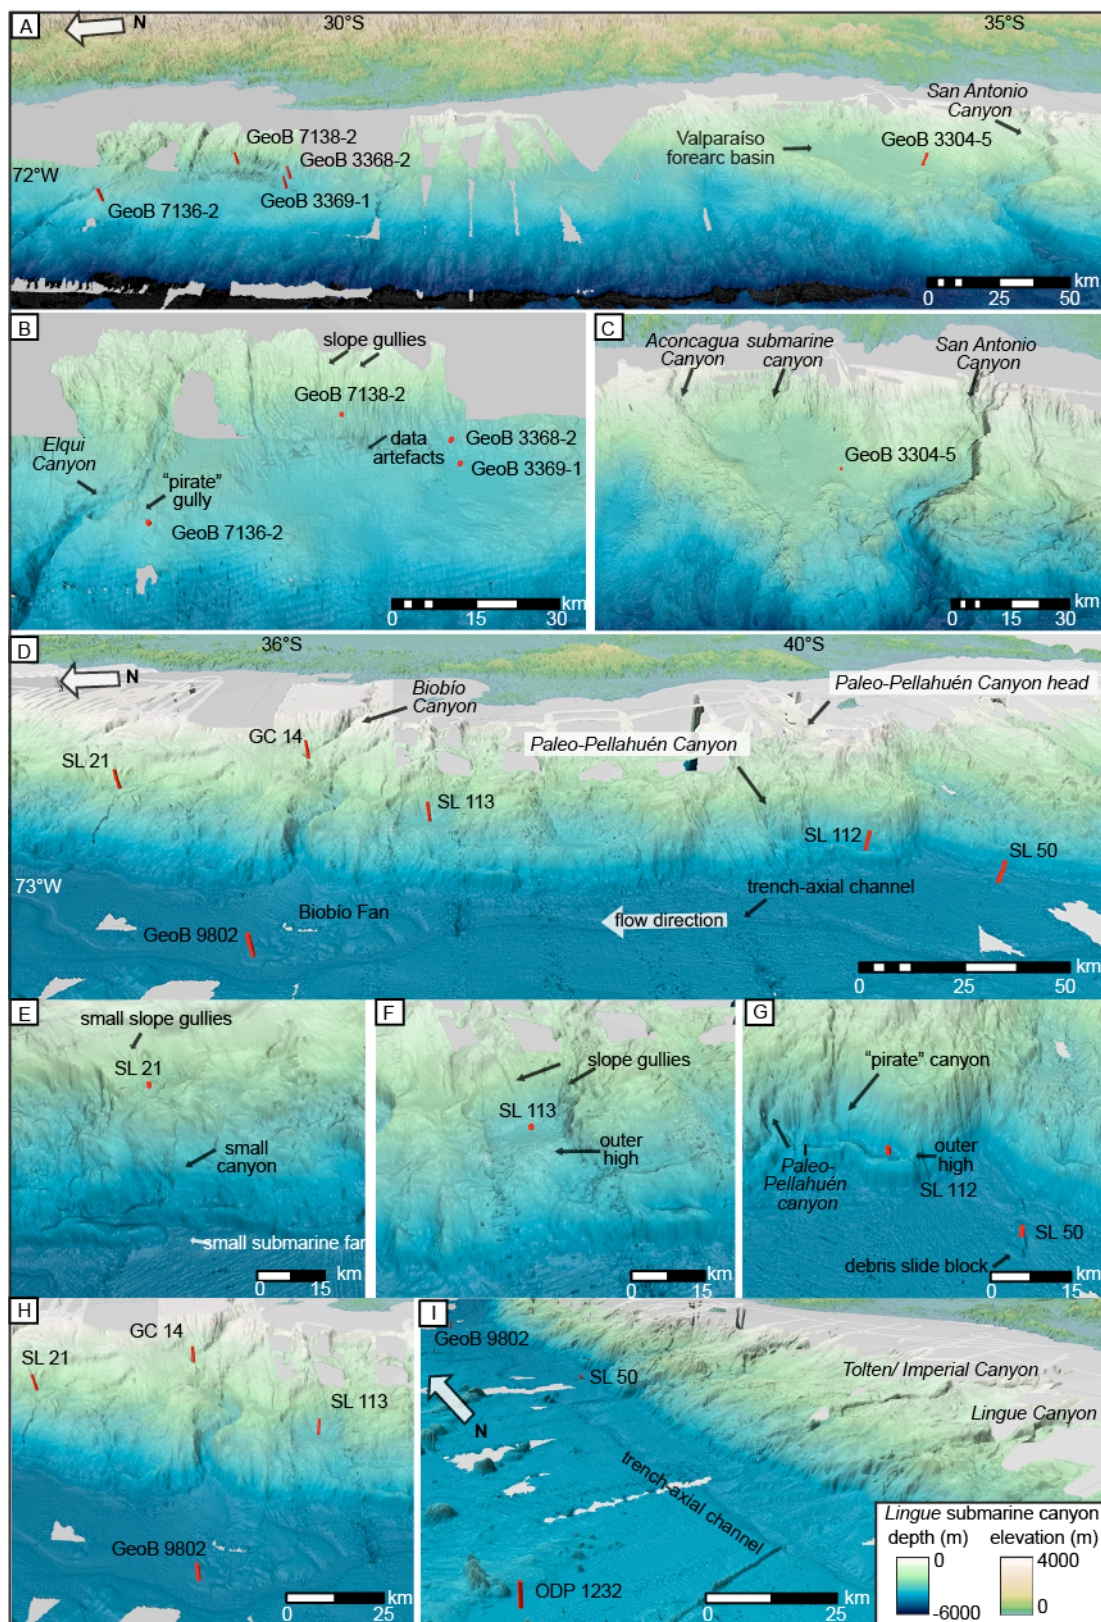 A
N
30°S
35°S
San Antonio
Canyon
GeoB 7138-2
GeoB 3304-5
Valparaíso
forearc basin
GeoB 3368-2
72°W
GeoB 3369-1
GeoB 7136-2
km
0 25 50
B
slope gullies
GeoB 7138-2
Elqui
Canyon
data
artefacts
GeoB 3368-2
GeoB 3369-1
“pirate”
gully
GeoB 7136-2
km
0 15 30
C
Aconcagua
Canyon
submarine
canyon
San Antonio
Canyon
GeoB 3304-5
km
0 15 30
D
36°S
40°S
N
Biobío
Canyon
Paleo-Pellahuén Canyon head
GC 14
Paleo-Pellahuén Canyon
SL 21
SL 113
SL 112
SL 50
73°W
trench-axial channel
Biobío Fan
flow direction
GeoB 9802
km
0 25 50
E
small slope gullies
SL 21
small
canyon
small submarine fan
km
0 15
F
slope gullies
SL 113
outer
high
km
0 15
G
“pirate” canyon
Paleo-
Pellahuén
canyon
outer
high
SL 112
SL 50
debris slide block
km
0 15
H
GC 14
SL 21
SL 113
GeoB 9802
km
0 25
I
GeoB 9802
SL 50
Tolten/ Imperial Canyon
Lingue Canyon
N
trench-axial channel
ODP 1232
km
0 25
Lingue submarine canyon
depth (m) elevation (m)
0 4000
-6000 0